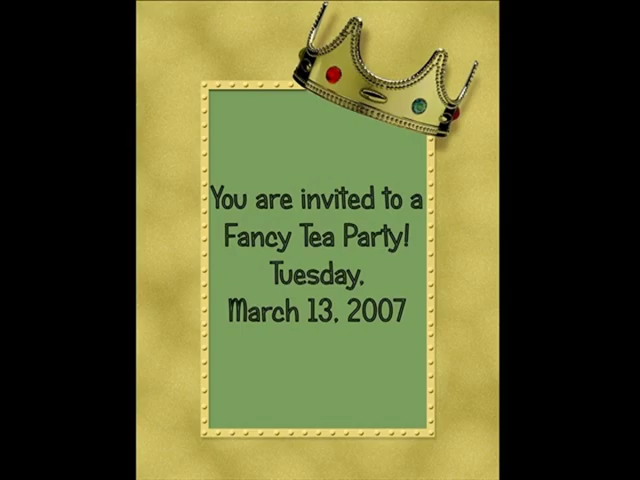 You are invited to a
Fancy Tea Party!
Tuesday,
March 13, 2007